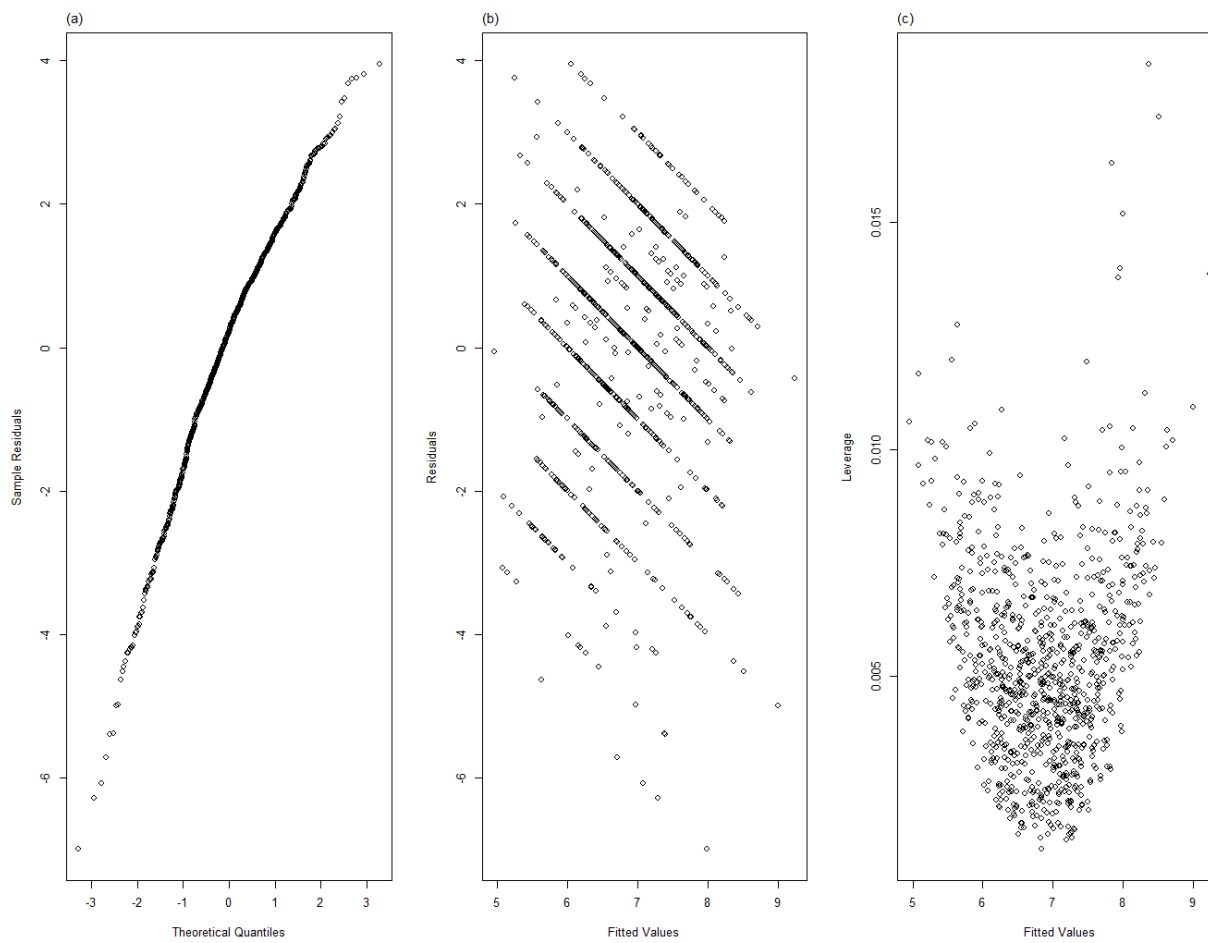 (a)
4
2
0
-2
-4
-6
Sample Residuals
-3 -2 -1 0 1 2 3
Theoretical Quantiles
(b)
4
2
0
-2
-4
-6
Residuals
5 6 7 8 9
Fitted Values
(c)
0.015
0.010
0.005
Leverage
5 6 7 8 9
Fitted Values